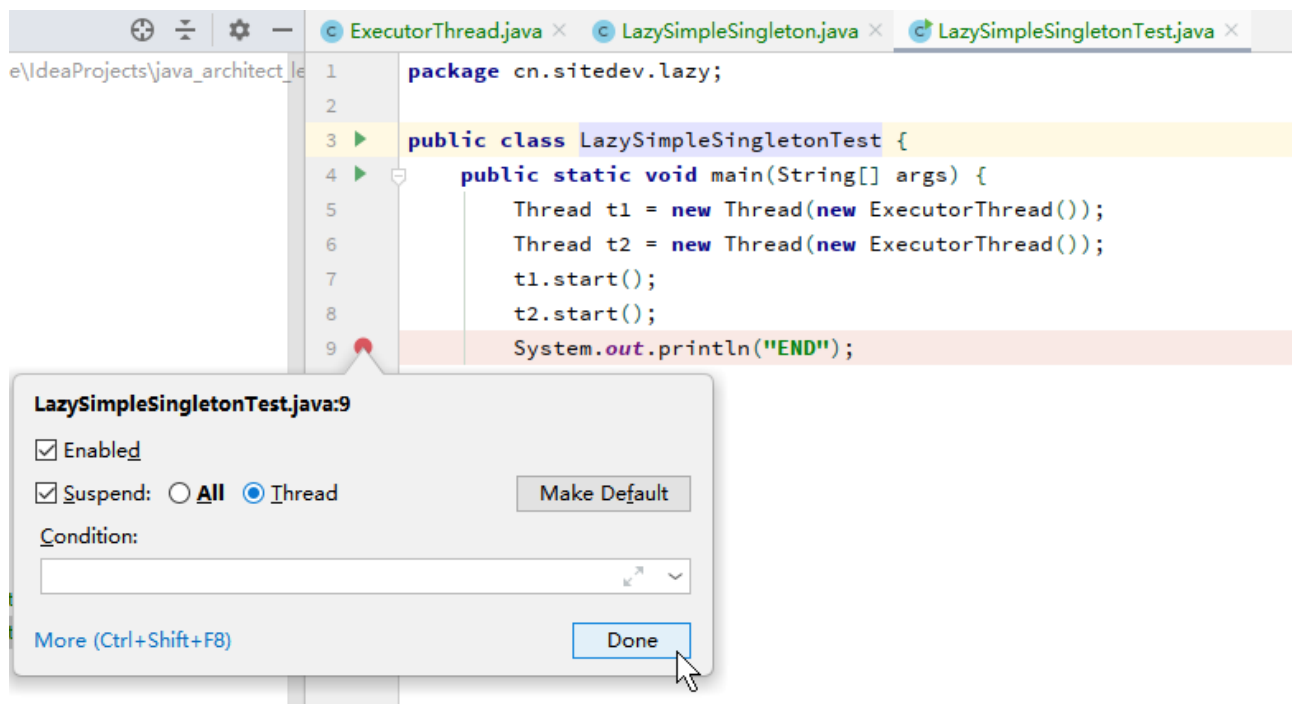 ExecutorThread.java LazySimpleSingleton.java LazySimpleSingletonTest.java
e\IdeaProjects\java_architect_le
1 package cn.sitedev.lazy;
2
3 public class LazySimpleSingletonTest {
4 public static void main(String[] args) {
5 Thread t1 = new Thread(new ExecutorThread());
6 Thread t2 = new Thread(new ExecutorThread());
7 t1.start();
8 t2.start();
9 System.out.println("END");
LazySimpleSingletonTest.java:9
Enabled
Suspend: All Thread Make Default
Condition:
More (Ctrl+Shift+F8) Done